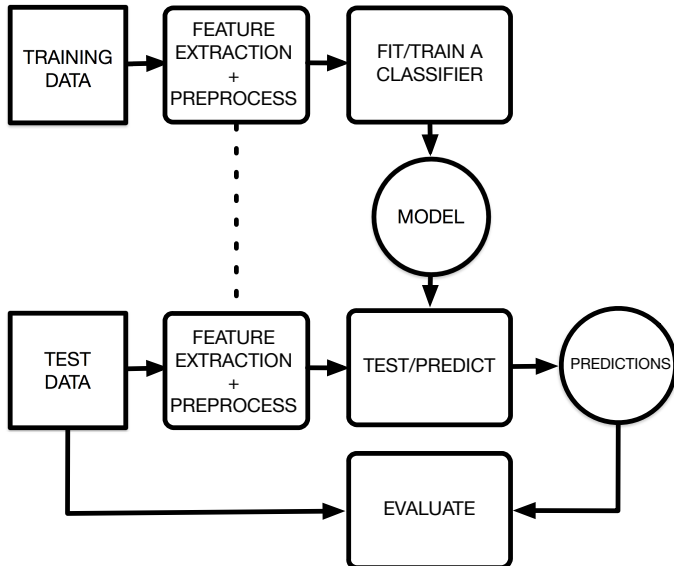 TRAINING
DATA
FEATURE
EXTRACTION
+
PREPROCESS
FIT/TRAIN A
CLASSIFIER
MODEL
TEST
DATA
FEATURE
EXTRACTION
+
PREPROCESS
TEST/PREDICT
PREDICTIONS
EVALUATE